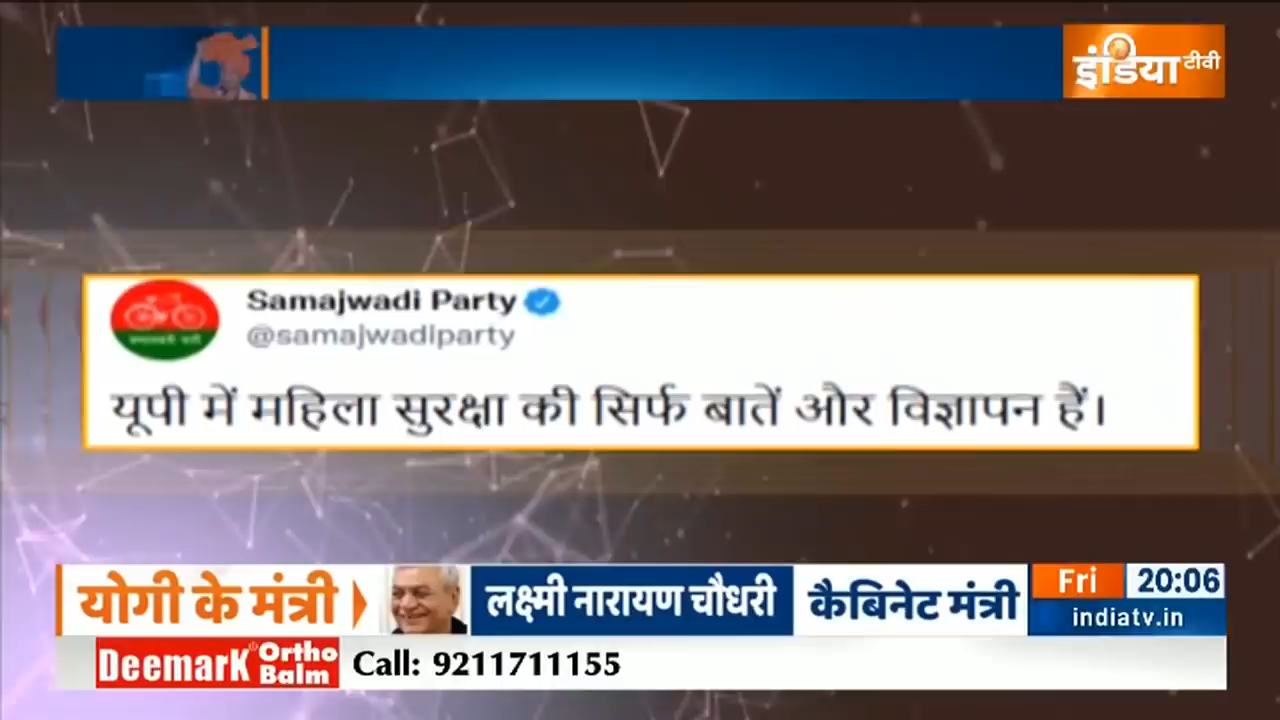 इंडिया टीवी
Samajwadi Party
@samajwadiparty
यूपी में महिला सुरक्षा की सिर्फ बातें और विज्ञापन हैं।
योगी के मंत्री
लक्ष्मी नारायण चौधरी
कैबिनेट मंत्री
Fri 20:06
indiatv.in
Deemark Ortho Balm
Call: 9211711155